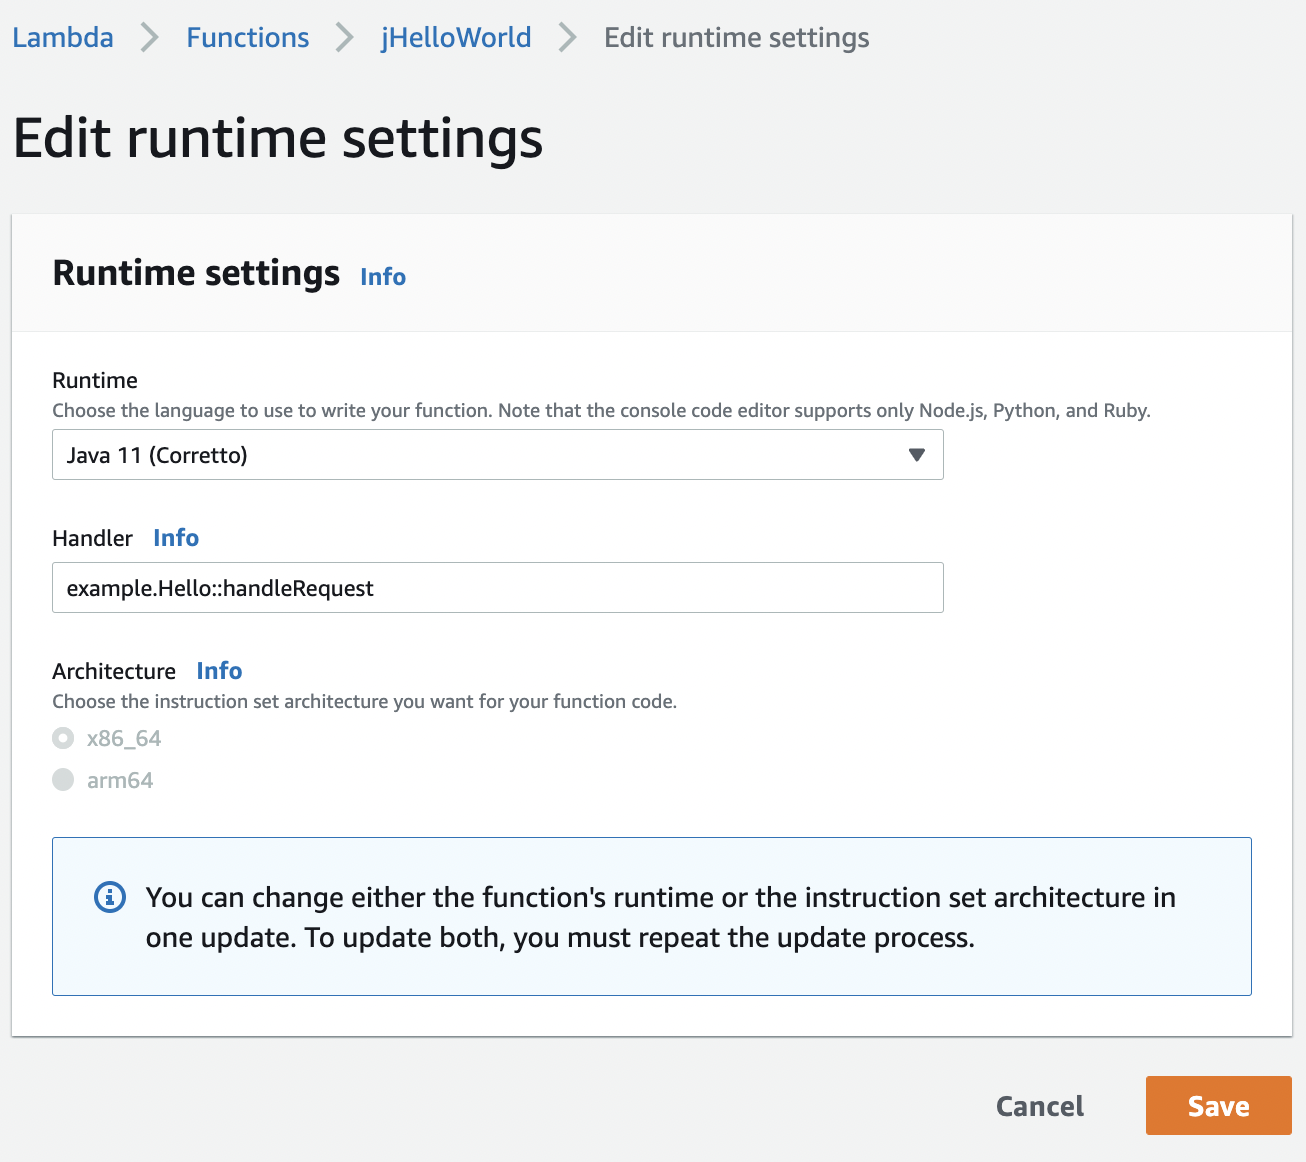 Lambda > Functions > jHelloWorld > Edit runtime settings
Edit runtime settings
Runtime settings Info
Runtime
Choose the language to use to write your function. Note that the console code editor supports only Node.js, Python, and Ruby.
Java 11 (Corretto)
Handler Info
example.Hello::handleRequest
Architecture Info
Choose the instruction set architecture you want for your function code.
x86_64
arm64
You can change either the function's runtime or the instruction set architecture in
one update. To update both, you must repeat the update process.
Cancel Save